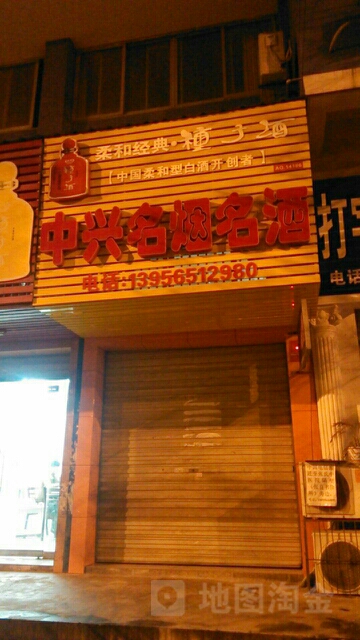 柔和经典·种子酒
[中国柔和型白酒开创者]
中兴名烟名酒
电话:13956512980
打字
电话
地图淘金